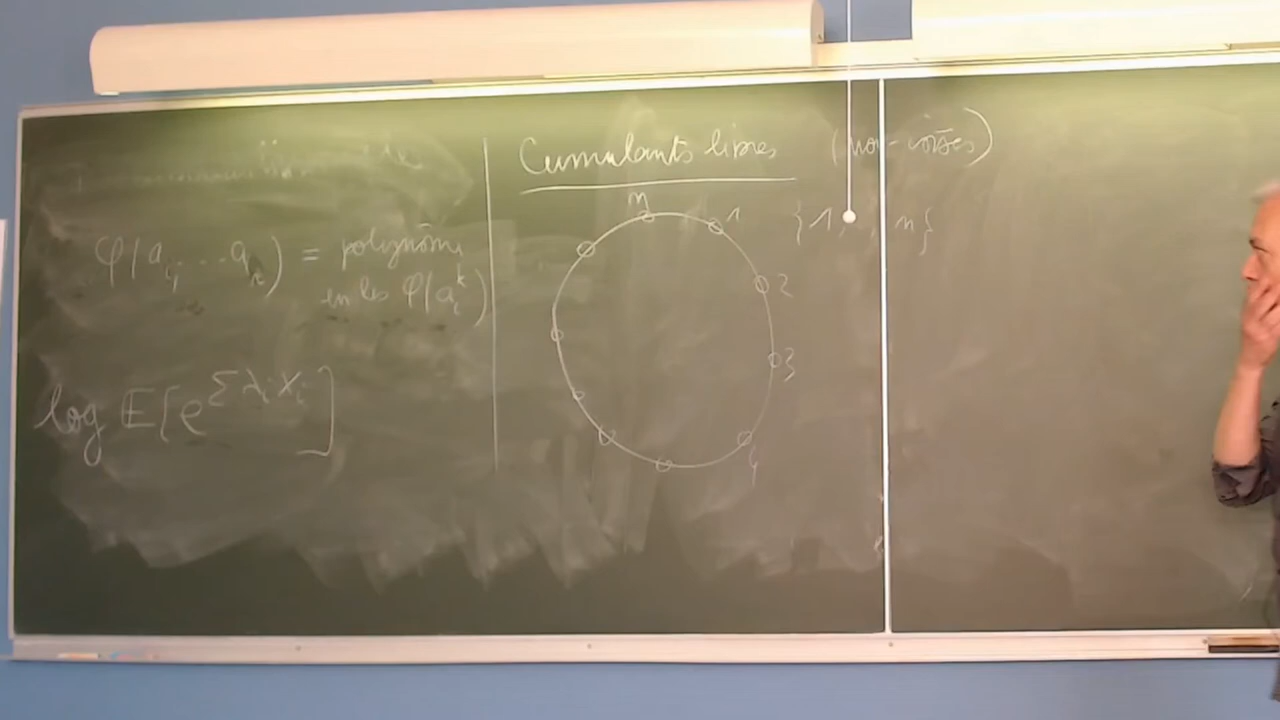 φ(a_{i_1} ... a_{i_n}) = polynôme
en les φ(a_i^k)
log E[e^{Σ λ_i X_i}]
Cumulants libres (non-croisés)
{1, , n}
n
1
2
3
4